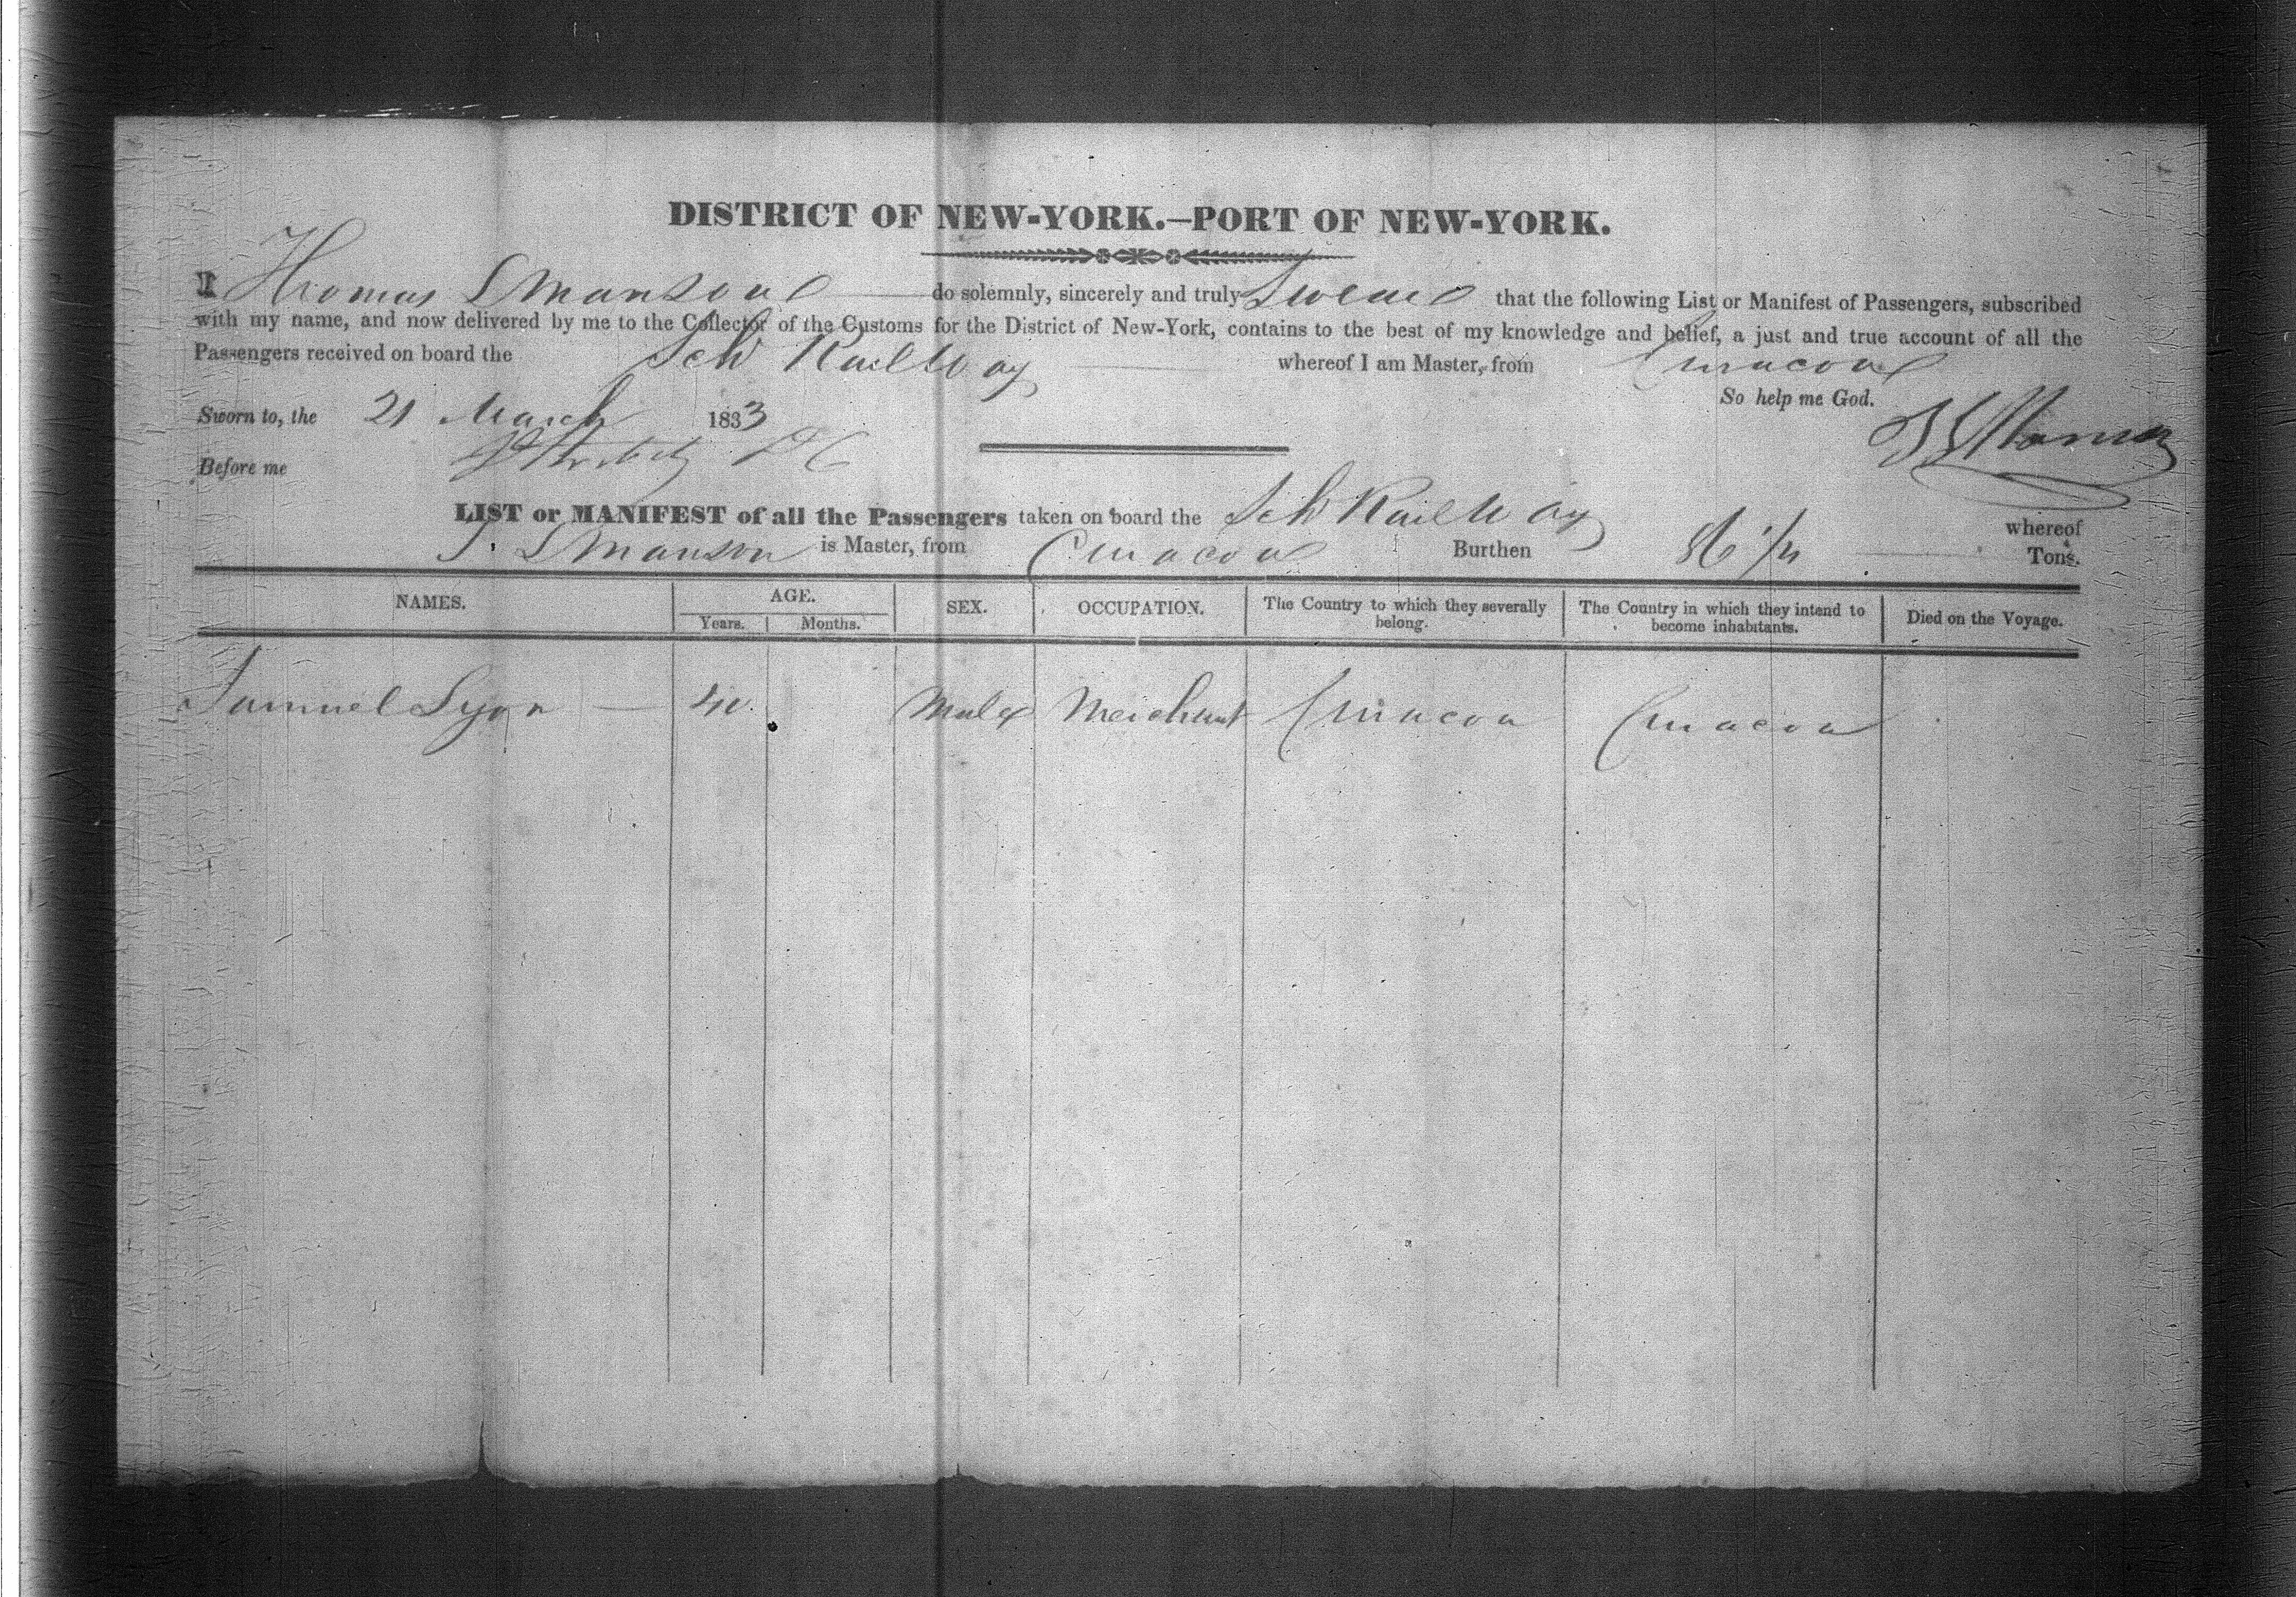 DISTRICT OF NEW-YORK.—PORT OF NEW-YORK.
I Thomas S Manson do solemnly, sincerely and truly Swear that the following List or Manifest of Passengers, subscribed
with my name, and now delivered by me to the Collector of the Customs for the District of New-York, contains to the best of my knowledge and belief, a just and true account of all the
Passengers received on board the Sch RailWay whereof I am Master, from Curacoa
So help me God.
Sworn to, the 21 March 1833
Before me
LIST or MANIFEST of all the Passengers taken on board the Sch RailWay whereof
T. S Manson is Master, from Curacoa Burthen Tons.
NAMES. AGE. SEX. OCCUPATION. The Country to which they severally belong. The Country in which they intend to become inhabitants. Died on the Voyage.
Years. Months.
Samuel Lyon — 40 Male Merchant Curacoa Curacoa